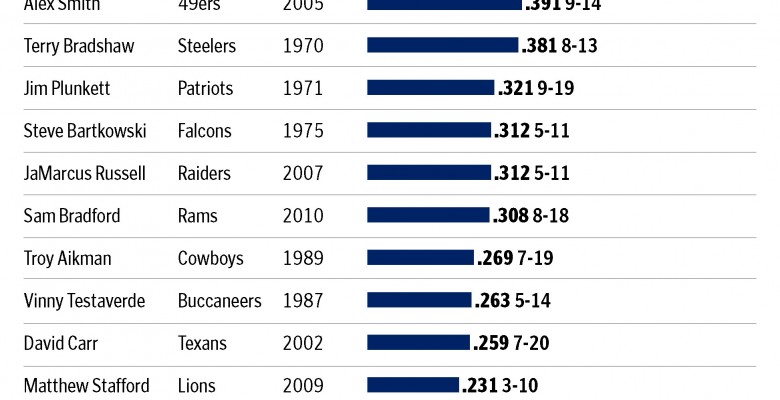 Alex Smith 49ers 2005 .391 9-14
Terry Bradshaw Steelers 1970 .381 8-13
Jim Plunkett Patriots 1971 .321 9-19
Steve Bartkowski Falcons 1975 .312 5-11
JaMarcus Russell Raiders 2007 .312 5-11
Sam Bradford Rams 2010 .308 8-18
Troy Aikman Cowboys 1989 .269 7-19
Vinny Testaverde Buccaneers 1987 .263 5-14
David Carr Texans 2002 .259 7-20
Matthew Stafford Lions 2009 .231 3-10